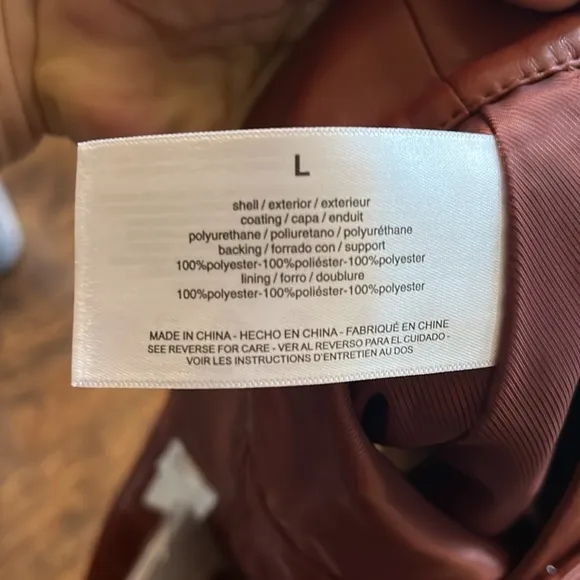 L
shell / exterior / exterieur
coating / capa / enduit
polyurethane / poliuretano / polyuréthane
backing / forrado con / support
100%polyester-100%poliéster-100%polyester
lining / forro / doublure
100%polyester-100%poliéster-100%polyester
MADE IN CHINA - HECHO EN CHINA - FABRIQUÉ EN CHINE
SEE REVERSE FOR CARE - VER AL REVERSO PARA EL CUIDADO -
VOIR LES INSTRUCTIONS D'ENTRETIEN AU DOS